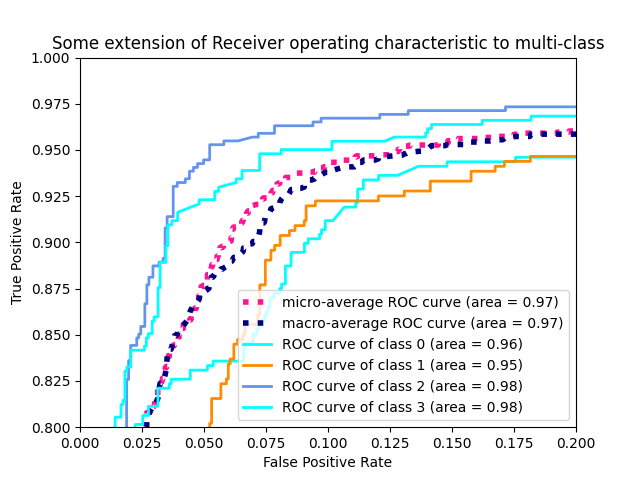 Some extension of Receiver operating characteristic to multi-class
True Positive Rate
1.000
0.975
0.950
0.925
0.900
0.875
0.850
0.825
0.800
micro-average ROC curve (area = 0.97)
macro-average ROC curve (area = 0.97)
ROC curve of class 0 (area = 0.96)
ROC curve of class 1 (area = 0.95)
ROC curve of class 2 (area = 0.98)
ROC curve of class 3 (area = 0.98)
0.000 0.025 0.050 0.075 0.100 0.125 0.150 0.175 0.200
False Positive Rate